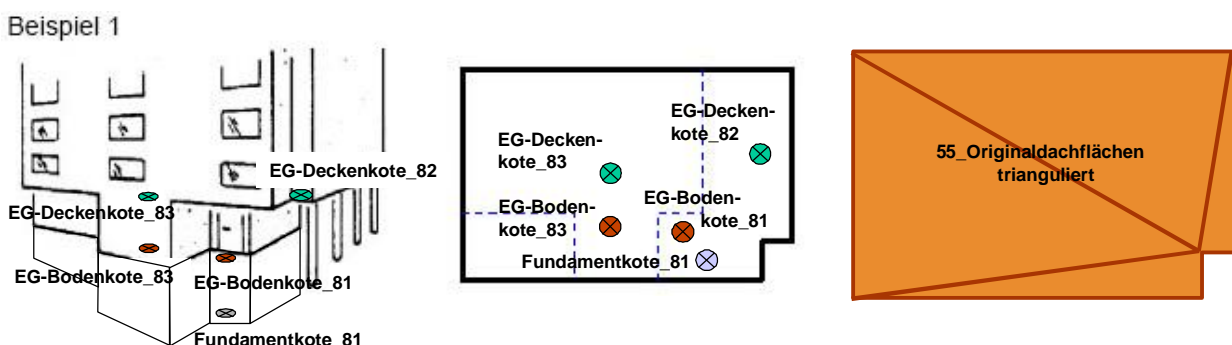 Beispiel 1
EG-Deckenkote_82
EG-Deckenkote_83
EG-Bodenkote_83
EG-Bodenkote_81
Fundamentkote_81
EG-Decken-
kote_82
EG-Decken-
kote_83
EG-Boden-
kote_83
EG-Boden-
kote_81
Fundamentkote_81
55_Originaldachflächen
trianguliert